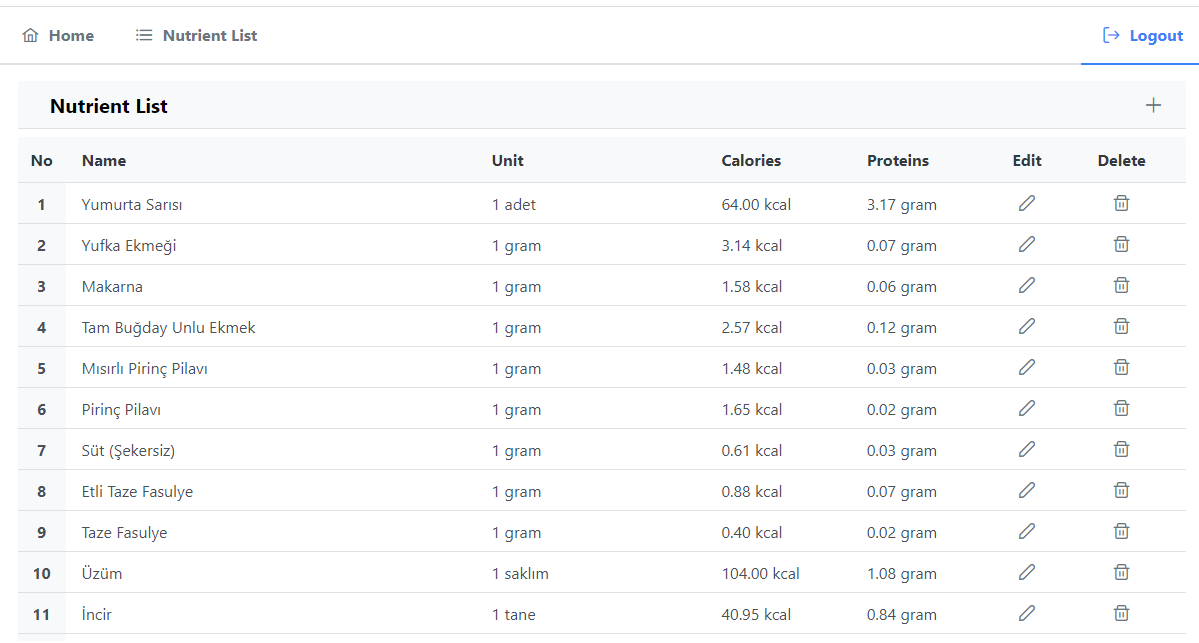 Home Nutrient List Logout
Nutrient List
No Name Unit Calories Proteins Edit Delete
1 Yumurta Sarısı 1 adet 64.00 kcal 3.17 gram
2 Yufka Ekmeği 1 gram 3.14 kcal 0.07 gram
3 Makarna 1 gram 1.58 kcal 0.06 gram
4 Tam Buğday Unlu Ekmek 1 gram 2.57 kcal 0.12 gram
5 Mısırlı Pirinç Pilavı 1 gram 1.48 kcal 0.03 gram
6 Pirinç Pilavı 1 gram 1.65 kcal 0.02 gram
7 Süt (Şekersiz) 1 gram 0.61 kcal 0.03 gram
8 Etli Taze Fasulye 1 gram 0.88 kcal 0.07 gram
9 Taze Fasulye 1 gram 0.40 kcal 0.02 gram
10 Üzüm 1 saklım 104.00 kcal 1.08 gram
11 İncir 1 tane 40.95 kcal 0.84 gram